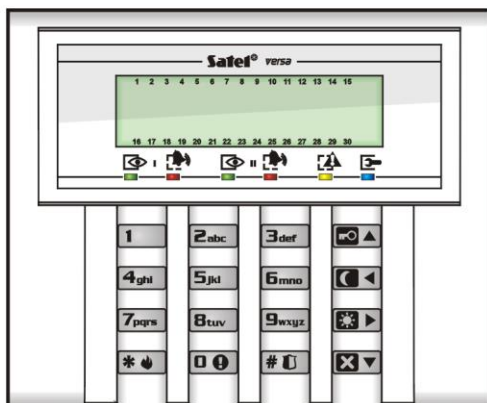 Satel® versa
1 2 3 4 5 6 7 8 9 10 11 12 13 14 15
16 17 18 19 20 21 22 23 24 25 26 27 28 29 30
I II
1 2abc 3def
4ghi 5jkl 6mno
7pqrs 8tuv 9wxyz
* 0 #